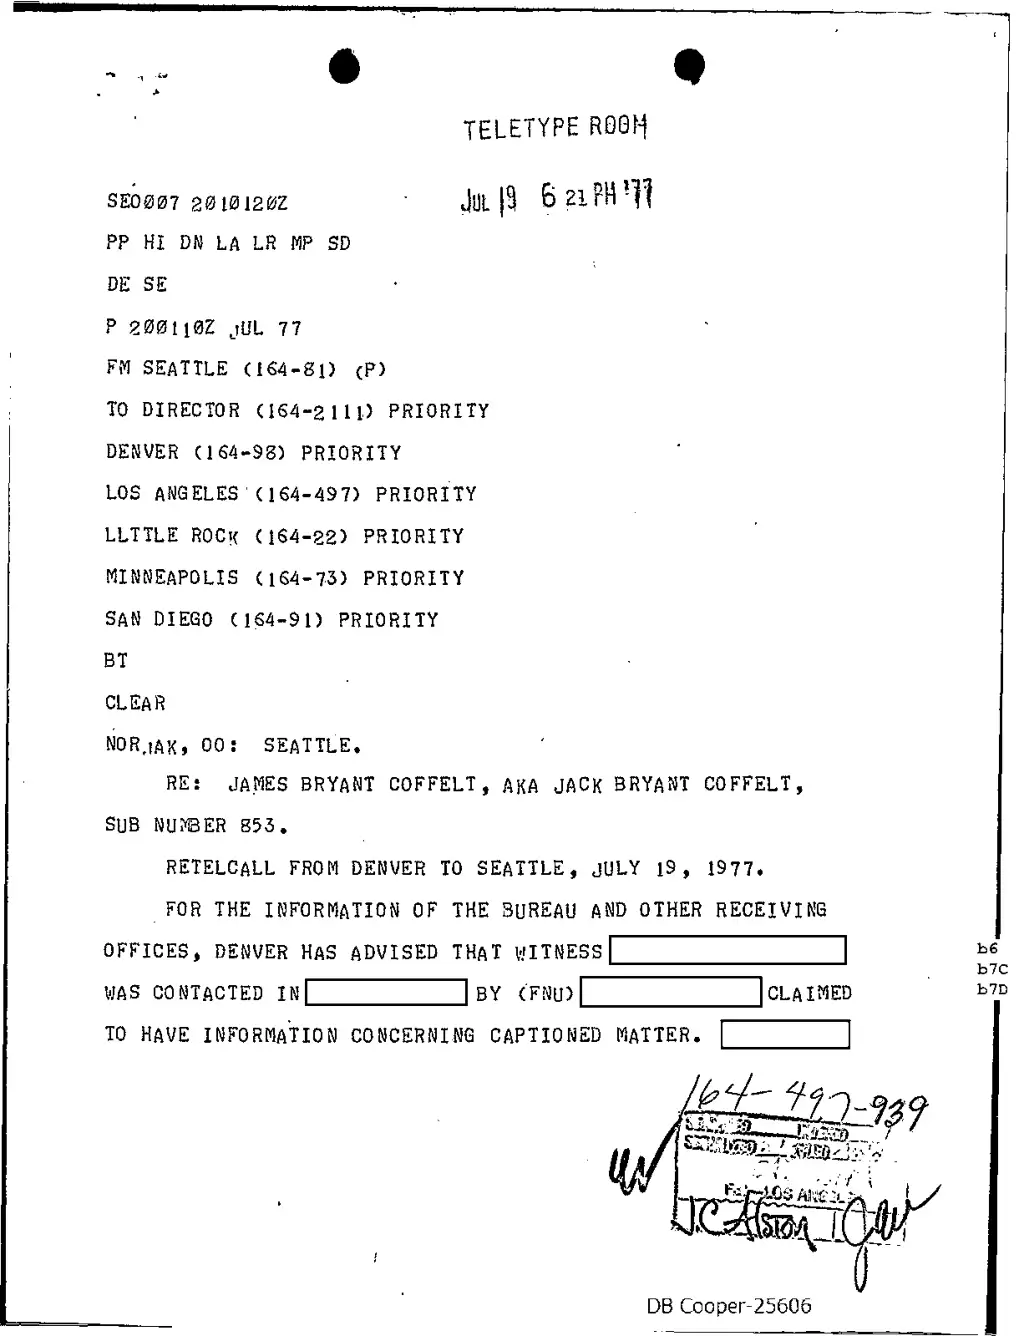 TELETYPE ROOM
JUL 19 6 21 PM '77
SE0007 2010120Z
PP HI DN LA LR MP SD
DE SE
P 200110Z JUL 77
FM SEATTLE (164-81) (P)
TO DIRECTOR (164-2111) PRIORITY
DENVER (164-98) PRIORITY
LOS ANGELES (164-497) PRIORITY
LLTTLE ROCK (164-22) PRIORITY
MINNEAPOLIS (164-73) PRIORITY
SAN DIEGO (164-91) PRIORITY
BT
CLEAR
NORJAK, OO: SEATTLE.
RE: JAMES BRYANT COFFELT, AKA JACK BRYANT COFFELT,
SUB NUMBER 853.
RETELCALL FROM DENVER TO SEATTLE, JULY 19, 1977.
FOR THE INFORMATION OF THE BUREAU AND OTHER RECEIVING
OFFICES, DENVER HAS ADVISED THAT WITNESS
b6
b7C
WAS CONTACTED IN BY (FNU) CLAIMED
b7D
TO HAVE INFORMATION CONCERNING CAPTIONED MATTER.
164-497-939
LOS ANGELES
J.C. Alston
DB Cooper-25606